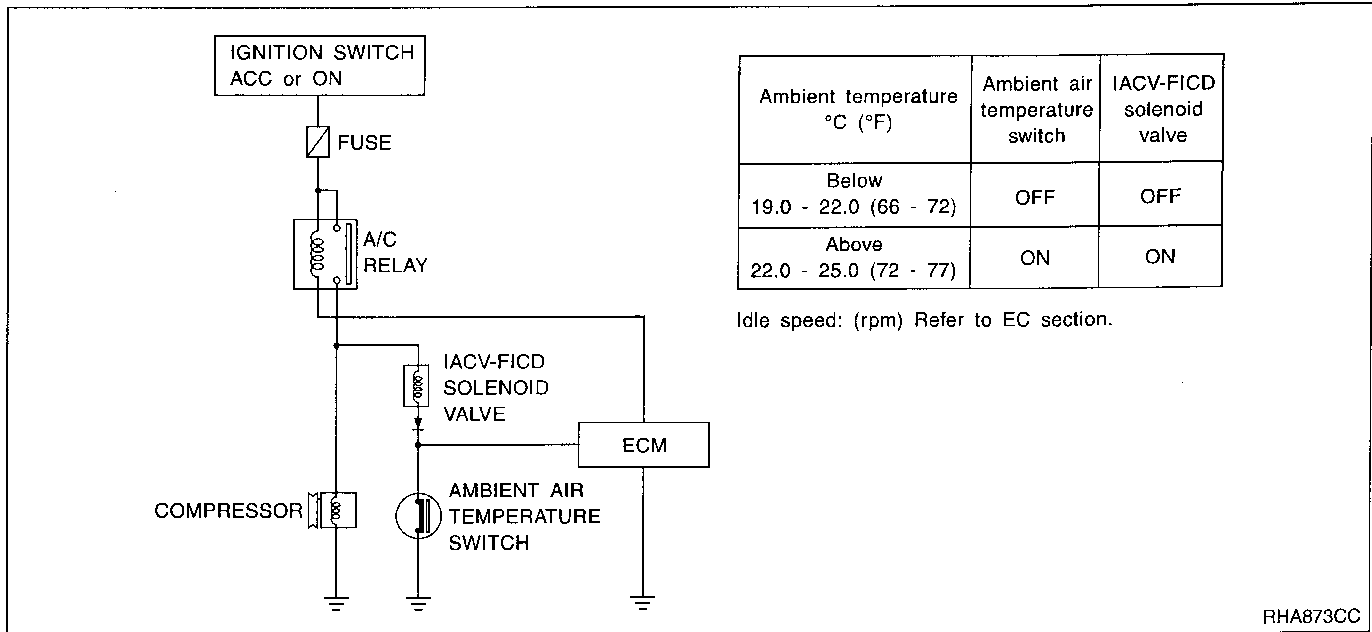 IGNITION SWITCH
ACC or ON
FUSE
A/C
RELAY
IACV-FICD
SOLENOID
VALVE
ECM
COMPRESSOR
AMBIENT AIR
TEMPERATURE
SWITCH
Ambient temperature
°C (°F)
Ambient air
temperature
switch
IACV-FICD
solenoid
valve
Below
19.0 - 22.0 (66 - 72)
OFF
OFF
Above
22.0 - 25.0 (72 - 77)
ON
ON
Idle speed: (rpm) Refer to EC section.
RHA873CC